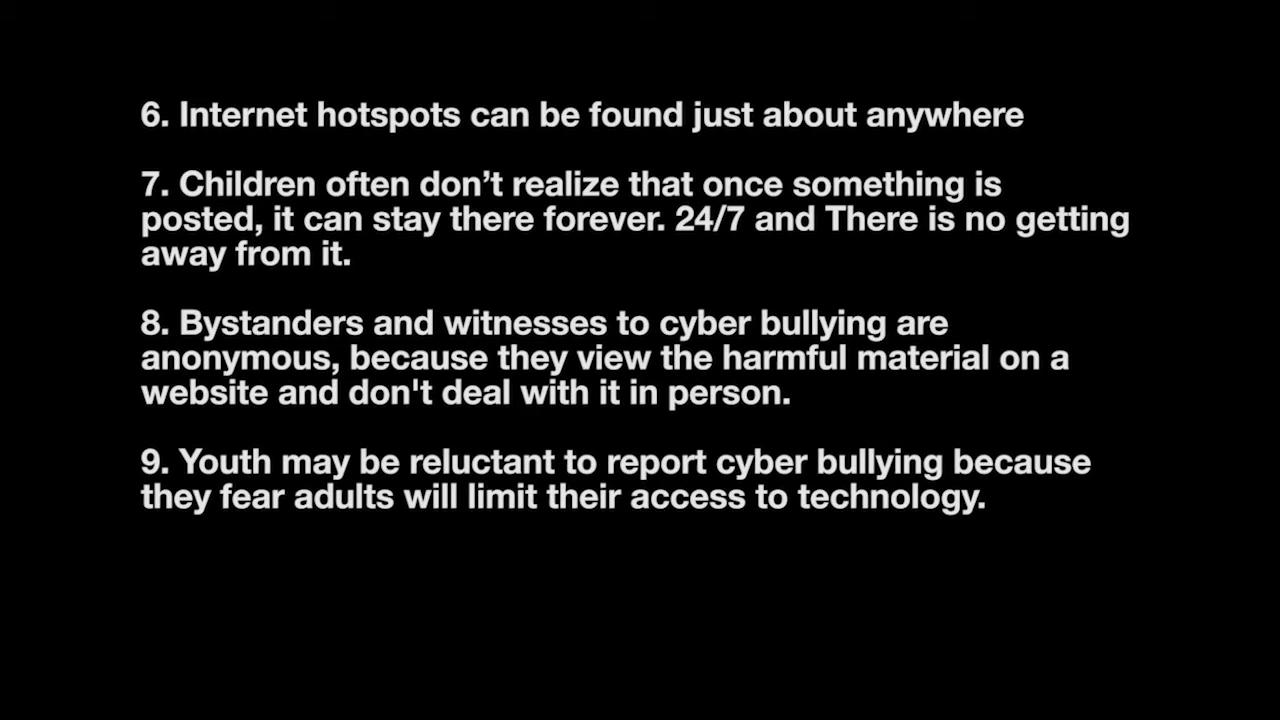 6. Internet hotspots can be found just about anywhere
7. Children often don’t realize that once something is
posted, it can stay there forever. 24/7 and There is no getting
away from it.
8. Bystanders and witnesses to cyber bullying are
anonymous, because they view the harmful material on a
website and don't deal with it in person.
9. Youth may be reluctant to report cyber bullying because
they fear adults will limit their access to technology.